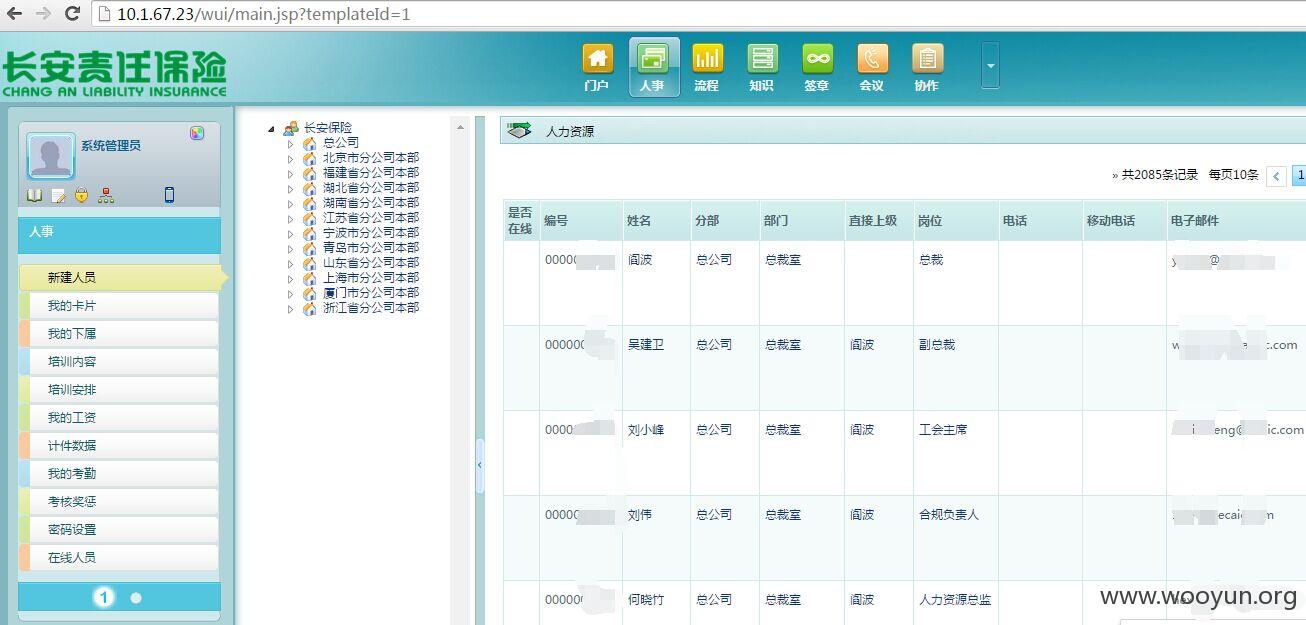 10.1.67.23/wui/main.jsp?templateId=1
长安责任保险
CHANG AN LIABILITY INSURANCE
门户 人事 流程 知识 签章 会议 协作
系统管理员
人事
新建人员
我的卡片
我的下属
培训内容
培训安排
我的工资
计件数据
我的考勤
考核奖惩
密码设置
在线人员
1
长安保险
总公司
北京市分公司本部
福建省分公司本部
湖北省分公司本部
湖南省分公司本部
江苏省分公司本部
宁波市分公司本部
青岛市分公司本部
山东省分公司本部
上海市分公司本部
厦门市分公司本部
浙江省分公司本部
人力资源
» 共2085条记录 每页10条 < 1
是否在线 编号 姓名 分部 部门 直接上级 岗位 电话 移动电话 电子邮件
0000 阎波 总公司 总裁室 总裁 y @
00000 吴建卫 总公司 总裁室 阎波 副总裁 w c.com
0000 刘小峰 总公司 总裁室 阎波 工会主席 eng@ ic.com
0000 刘伟 总公司 总裁室 阎波 合规负责人 ecai m
00000 何晓竹 总公司 总裁室 阎波 人力资源总监
www.wooyun.org